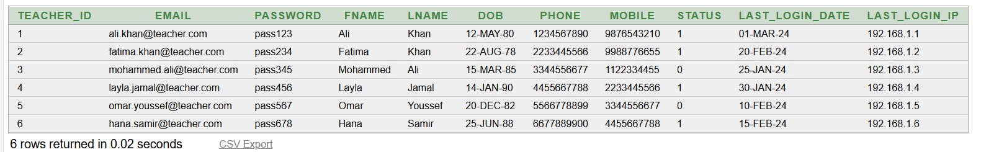 TEACHER_ID EMAIL PASSWORD FNAME LNAME DOB PHONE MOBILE STATUS LAST_LOGIN_DATE LAST_LOGIN_IP
1 ali.khan@teacher.com pass123 Ali Khan 12-MAY-80 1234567890 9876543210 1 01-MAR-24 192.168.1.1
2 fatima.khan@teacher.com pass234 Fatima Khan 22-AUG-78 2233445566 9988776655 1 20-FEB-24 192.168.1.2
3 mohammed.ali@teacher.com pass345 Mohammed Ali 15-MAR-85 3344556677 1122334455 0 25-JAN-24 192.168.1.3
4 layla.jamal@teacher.com pass456 Layla Jamal 14-JAN-90 4455667788 2233445566 1 30-JAN-24 192.168.1.4
5 omar.youssef@teacher.com pass567 Omar Youssef 20-DEC-82 5566778899 3344556677 0 10-FEB-24 192.168.1.5
6 hana.samir@teacher.com pass678 Hana Samir 25-JUN-88 6677889900 4455667788 1 15-FEB-24 192.168.1.6
6 rows returned in 0.02 seconds CSV Export